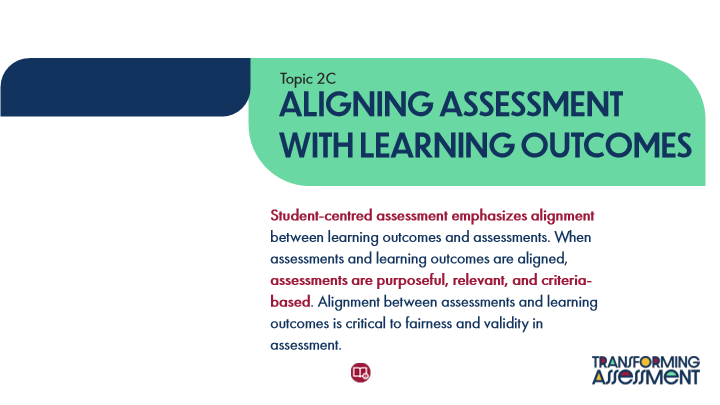 Topic 2C
ALIGNING ASSESSMENT
WITH LEARNING OUTCOMES
Student-centred assessment emphasizes alignment
between learning outcomes and assessments. When
assessments and learning outcomes are aligned,
assessments are purposeful, relevant, and criteria-
based. Alignment between assessments and learning
outcomes is critical to fairness and validity in
assessment.
TRANSFORMING
ASSESSMENT